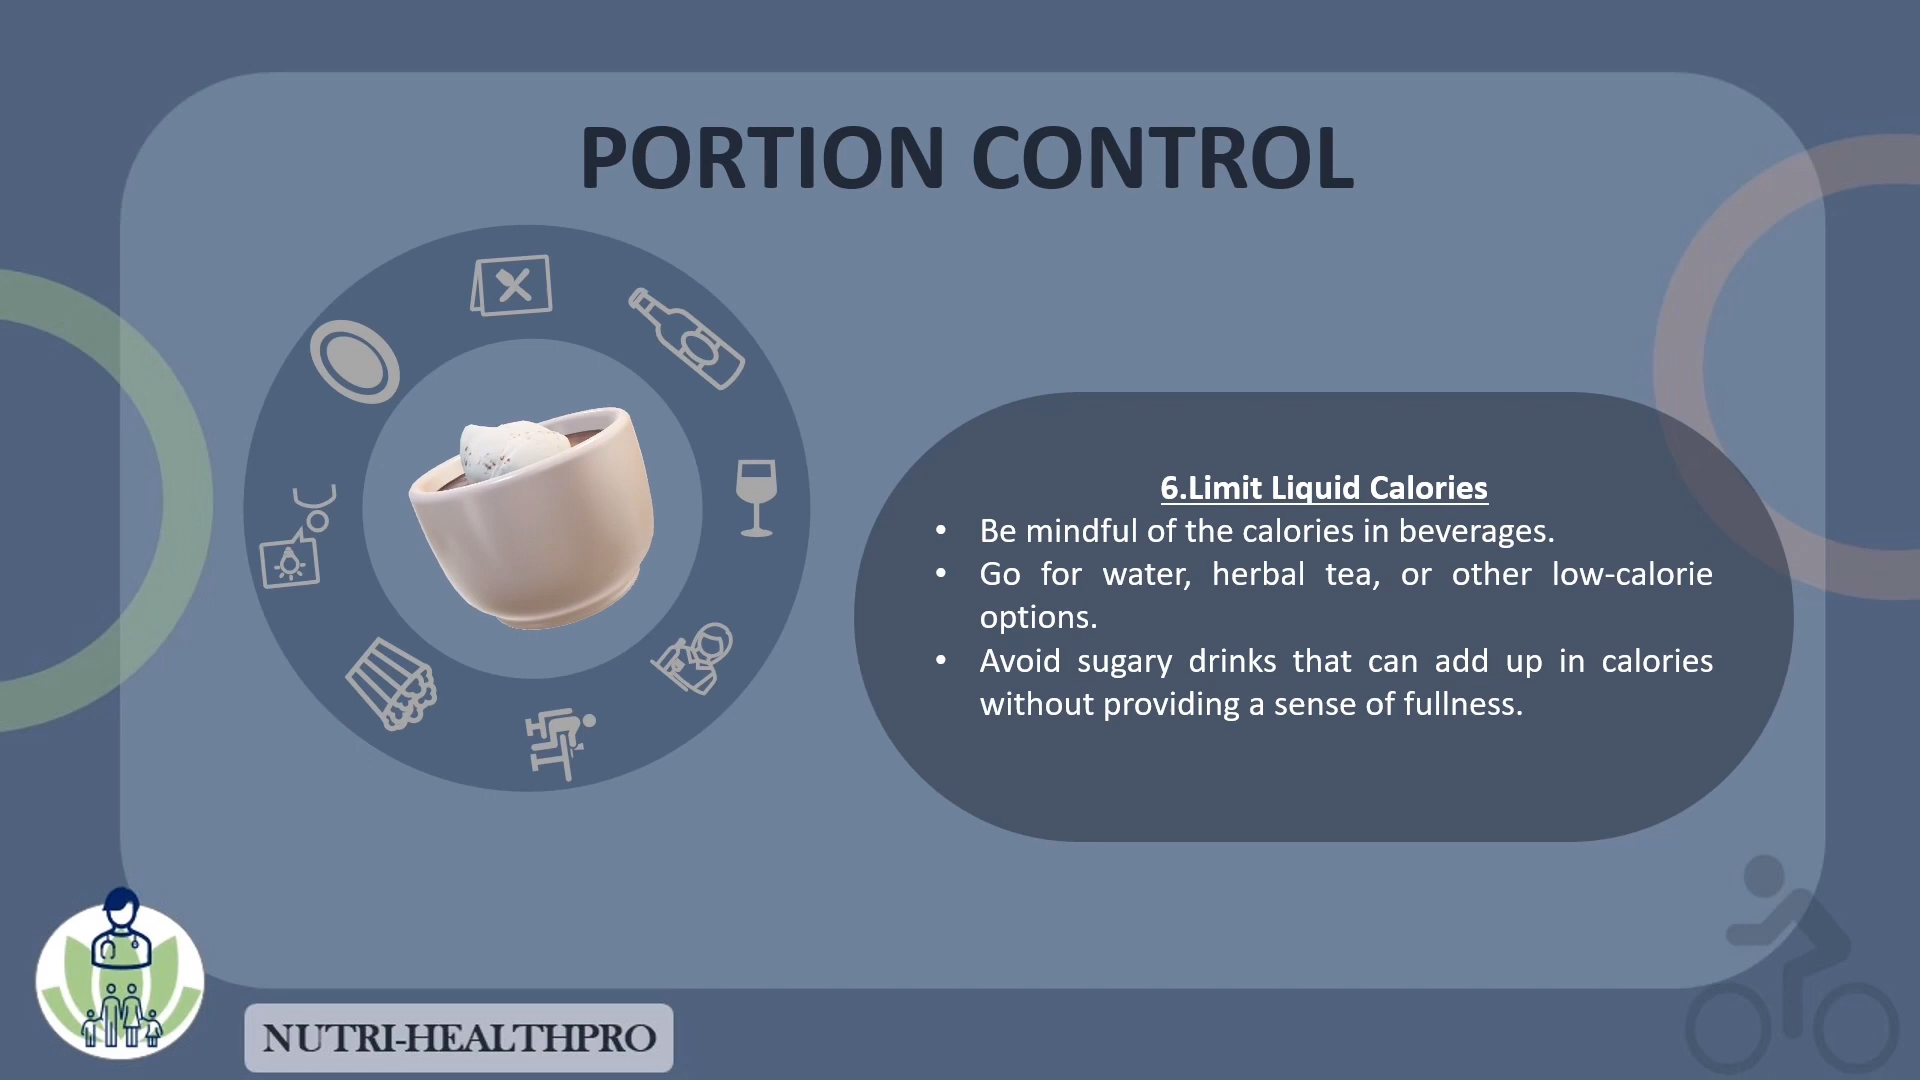 PORTION CONTROL
6.Limit Liquid Calories
• Be mindful of the calories in beverages.
• Go for water, herbal tea, or other low-calorie
options.
• Avoid sugary drinks that can add up in calories
without providing a sense of fullness.
NUTRI-HEALTHPRO